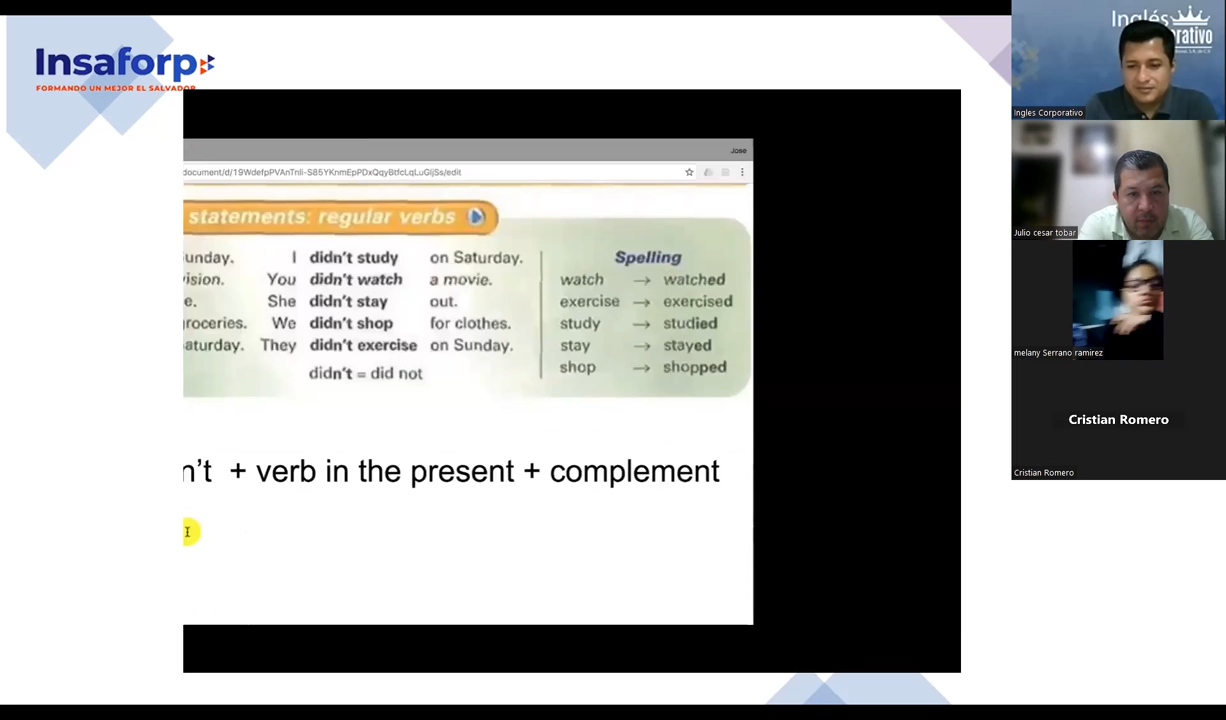 Insaforp
FORMANDO UN MEJOR EL SALVADOR
Jose
document/d/19WdefpPVAnTnli-S85YKnmEpPDxQqyBtfcLqLuGIjSs/edit
statements: regular verbs
unday. I didn't study on Saturday.
ision. You didn't watch a movie.
e. She didn't stay out.
roceries. We didn't shop for clothes.
aturday. They didn't exercise on Sunday.
didn't = did not
Spelling
watch → watched
exercise → exercised
study → studied
stay → stayed
shop → shopped
n't + verb in the present + complement
Inglés
orativo
Ingles Corporativo
Julio cesar tobar
melany Serrano ramirez
Cristian Romero
Cristian Romero